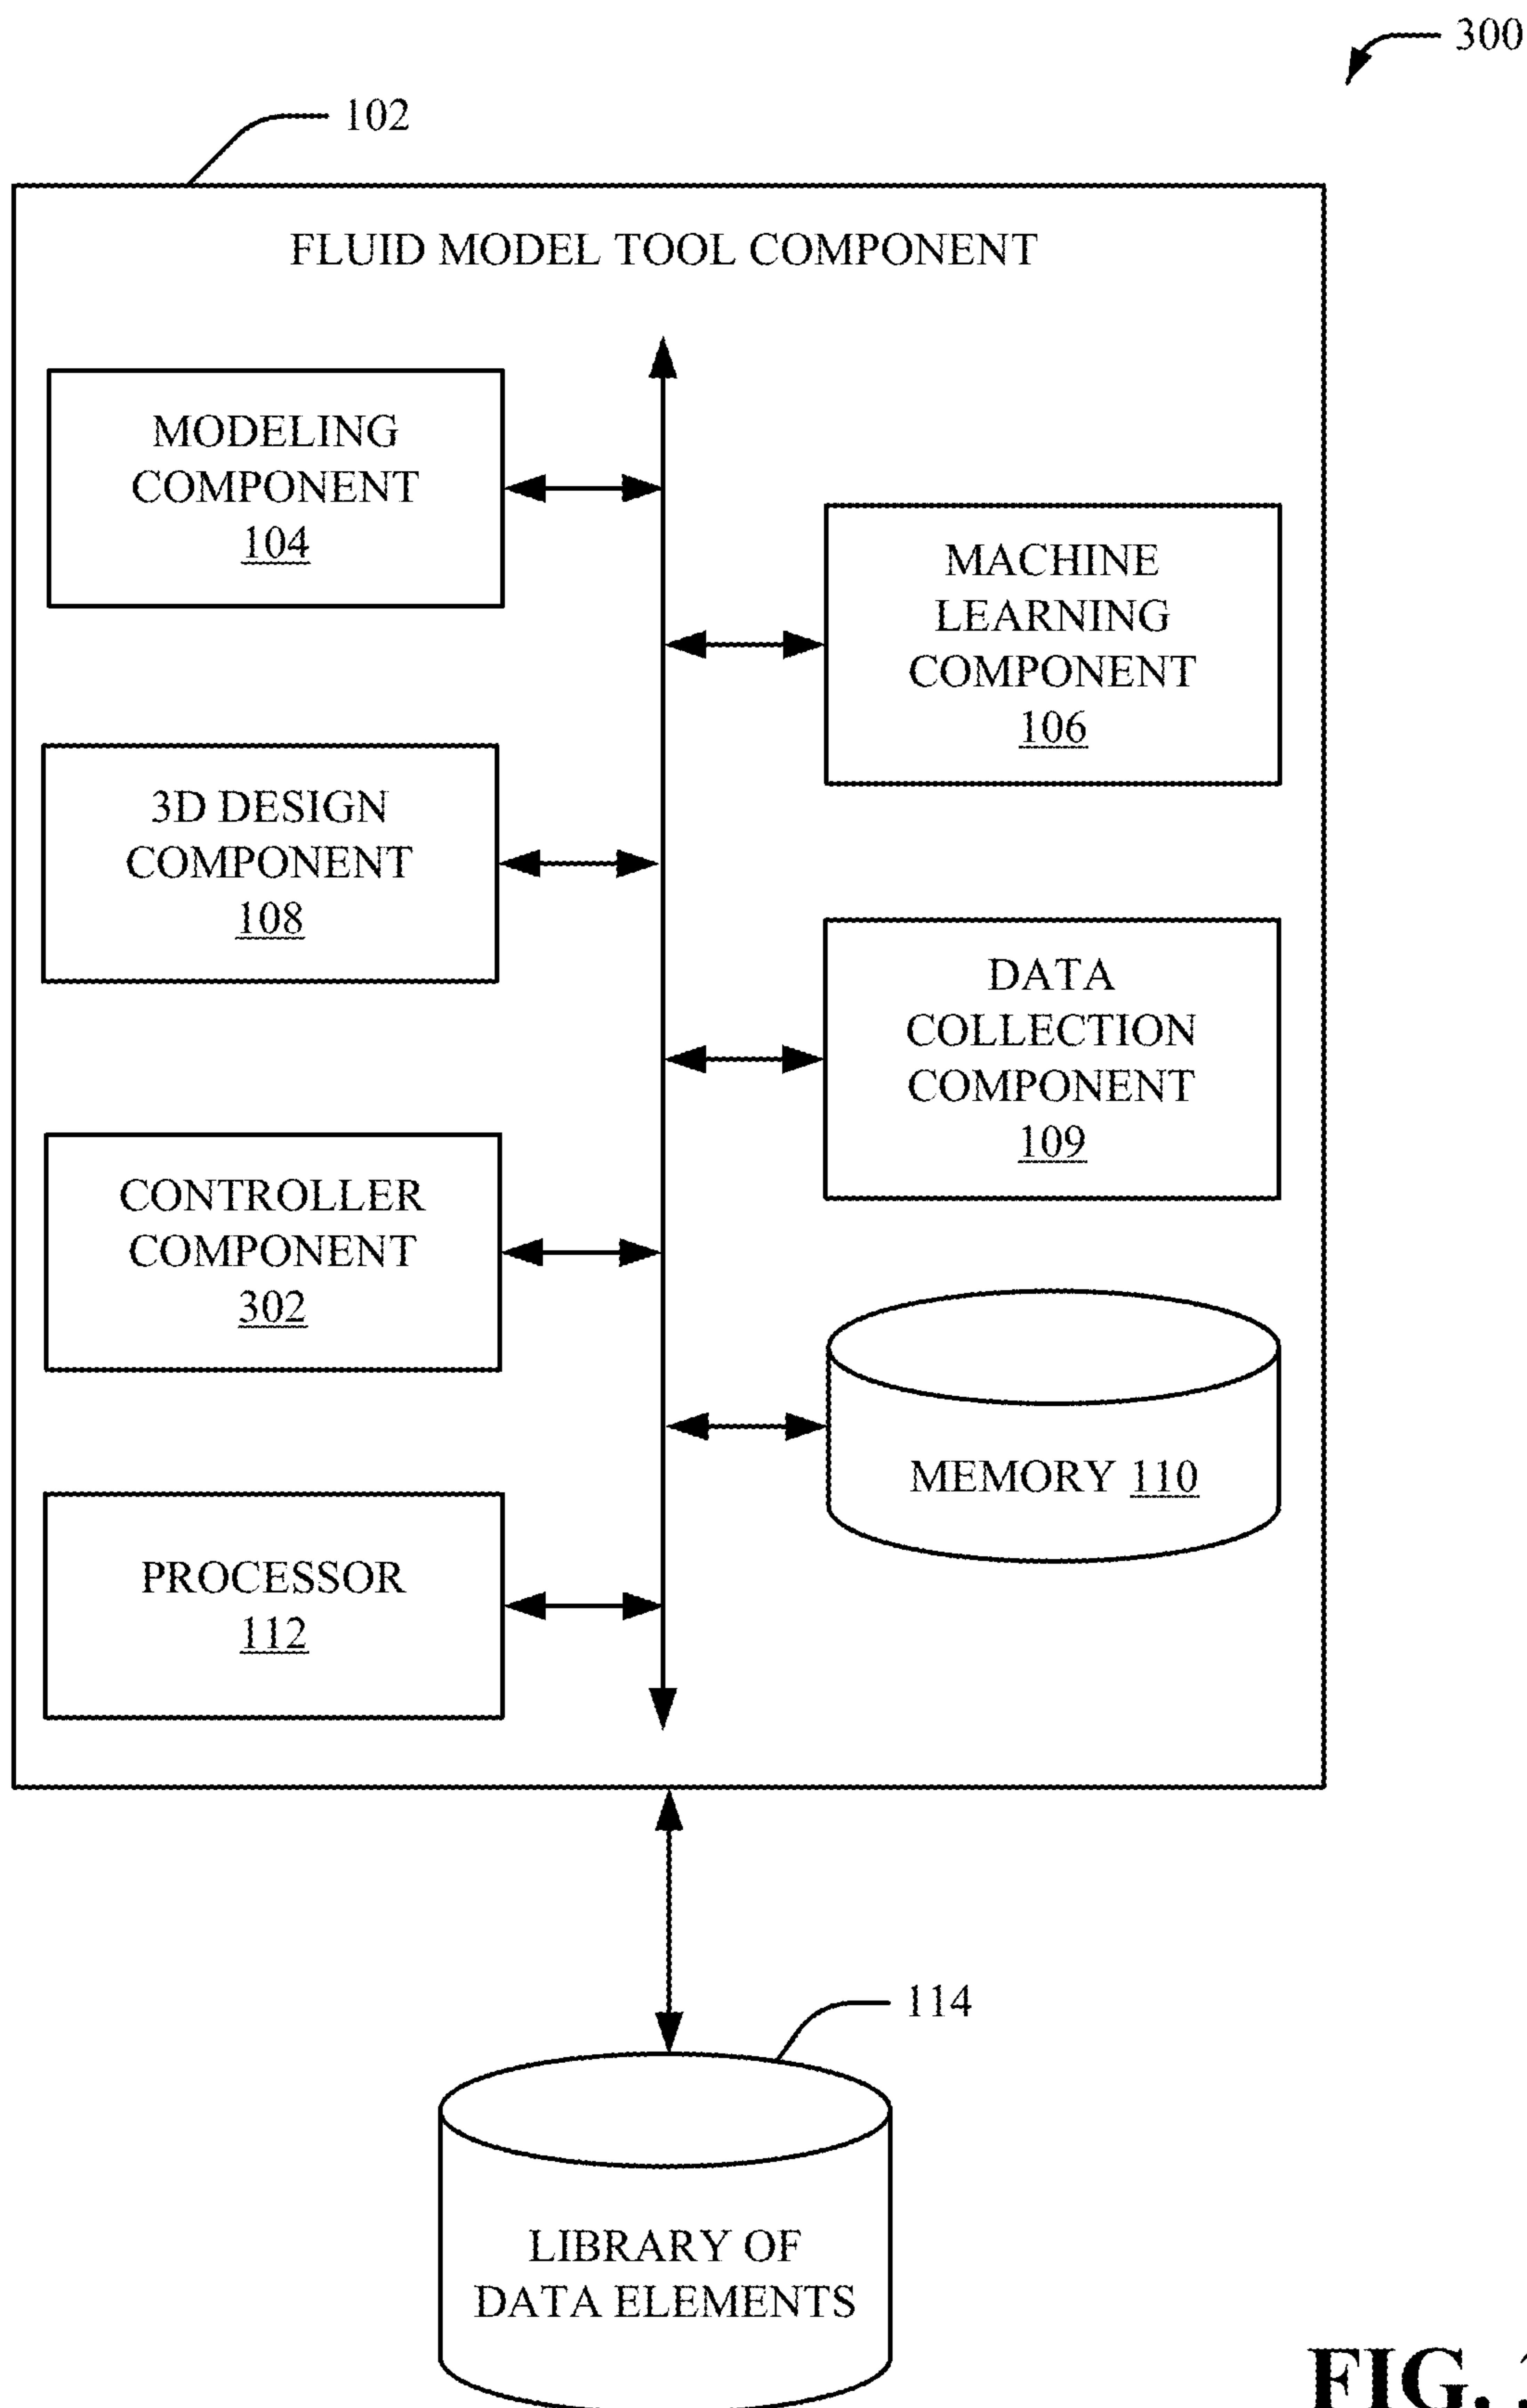 300
102
FLUID MODEL TOOL COMPONENT
MODELING
COMPONENT
104
MACHINE
LEARNING
COMPONENT
106
3D DESIGN
COMPONENT
108
DATA
COLLECTION
COMPONENT
109
CONTROLLER
COMPONENT
302
MEMORY 110
PROCESSOR
112
114
LIBRARY OF
DATA ELEMENTS
FIG.